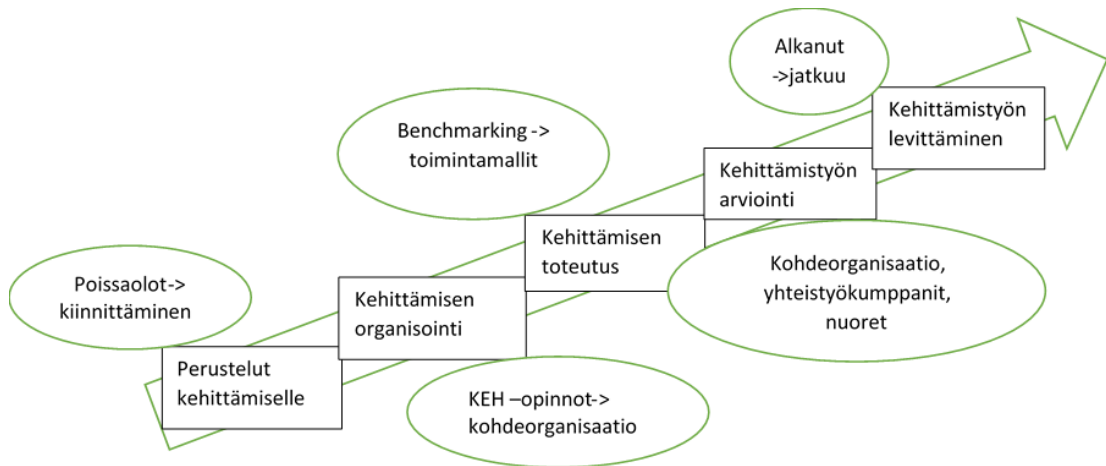 Alkanut
->jatkuu
Kehittämistyön
levittäminen
Benchmarking ->
toimintamallit
Kehittämistyön
arviointi
Kehittämisen
toteutus
Kohdeorganisaatio,
yhteistyökumppanit,
nuoret
Poissaolot->
kiinnittäminen
Kehittämisen
organisointi
Perustelut
kehittämiselle
KEH –opinnot->
kohdeorganisaatio